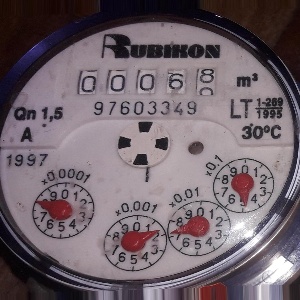 RUBIKON
00068 m³
97603349
Qn 1,5
A
LT 1-269
1995
30°C
1997
x0,0001
x0,001
x0,01
x0,1